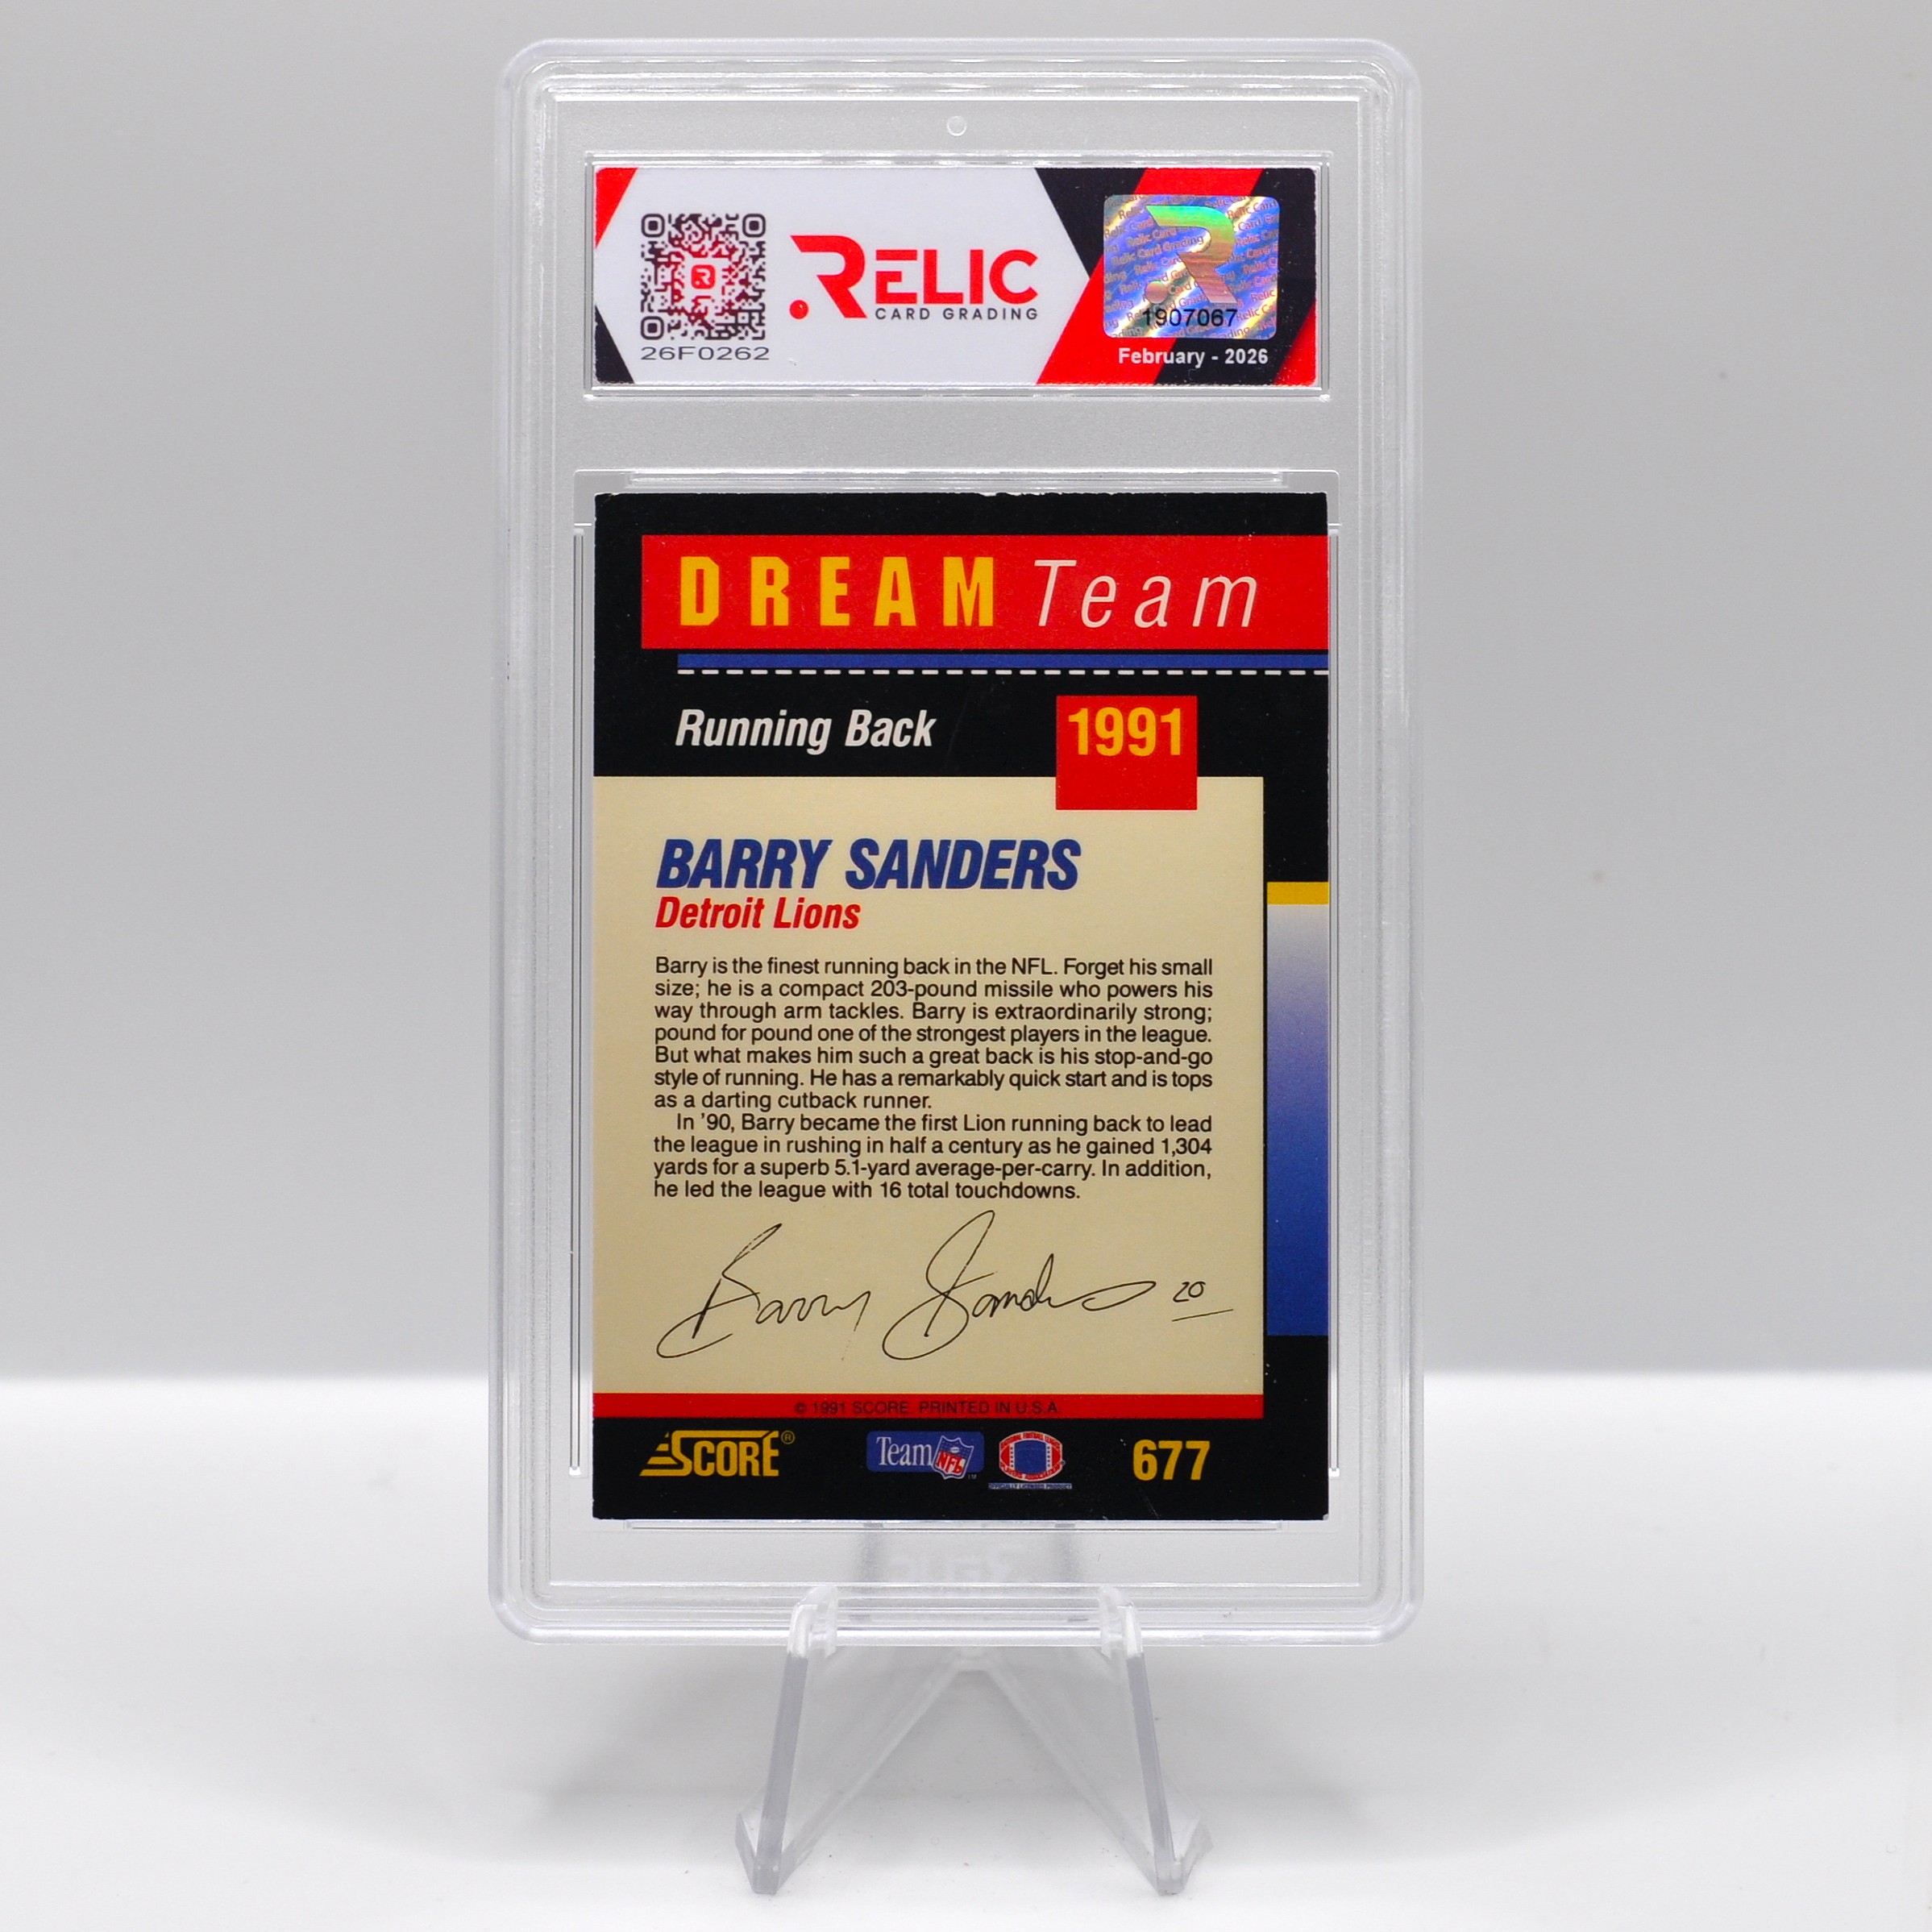 RELIC
CARD GRADING
26F0262
1907067
February - 2026
DREAM Team
Running Back
1991
BARRY SANDERS
Detroit Lions
Barry is the finest running back in the NFL. Forget his small
size; he is a compact 203-pound missile who powers his
way through arm tackles. Barry is extraordinarily strong;
pound for pound one of the strongest players in the league.
But what makes him such a great back is his stop-and-go
style of running. He has a remarkably quick start and is tops
as a darting cutback runner.
In '90, Barry became the first Lion running back to lead
the league in rushing in half a century as he gained 1,304
yards for a superb 5.1-yard average-per-carry. In addition,
he led the league with 16 total touchdowns.
Barry Sanders 20
© 1991 SCORE. PRINTED IN U.S.A.
SCORE®
Team NFL
OFFICIALLY LICENSED PRODUCT
677
RELIC